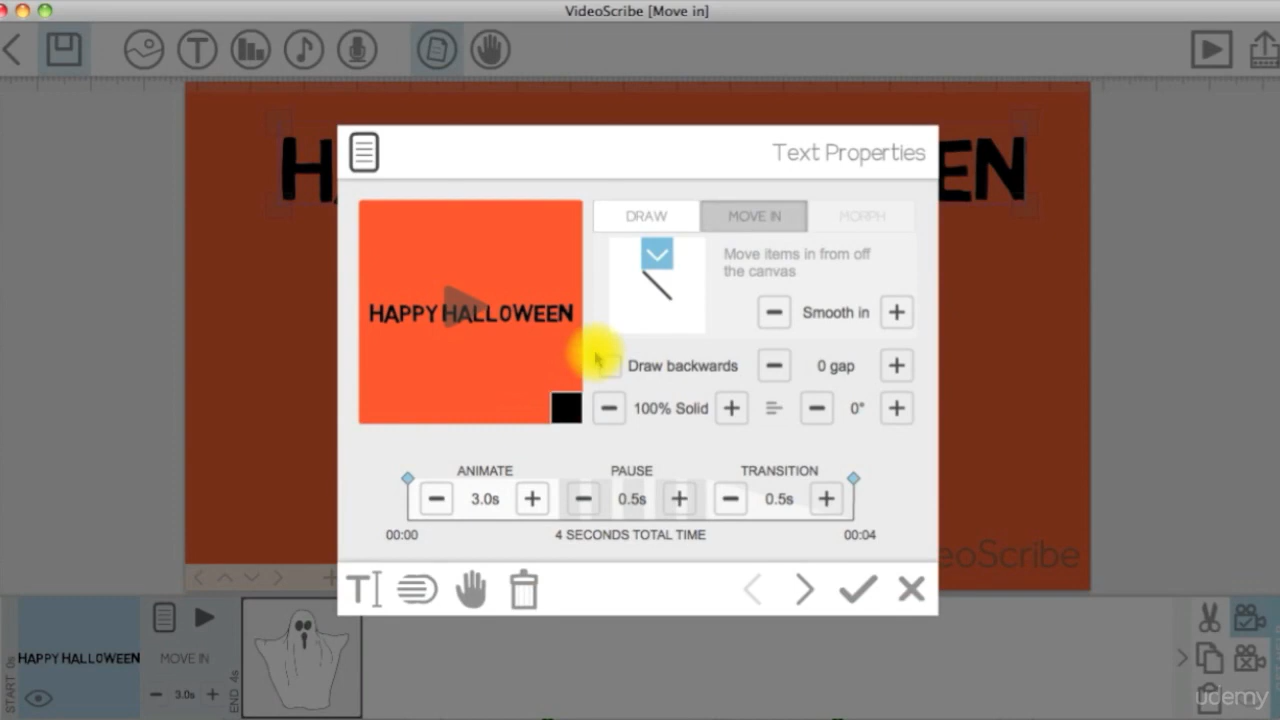 VideoScribe [Move in]
Text Properties
DRAW
MOVE IN
MORPH
HAPPY HALLOWEEN
Move items in from off
the canvas
Smooth in
Draw backwards
0 gap
100% Solid
0°
ANIMATE
PAUSE
TRANSITION
3.0s
0.5s
0.5s
00:00
4 SECONDS TOTAL TIME
00:04
H
EN
eoScribe
START 0s
HAPPY HALLOWEEN
MOVE IN
3.0s
END 4s
udemy